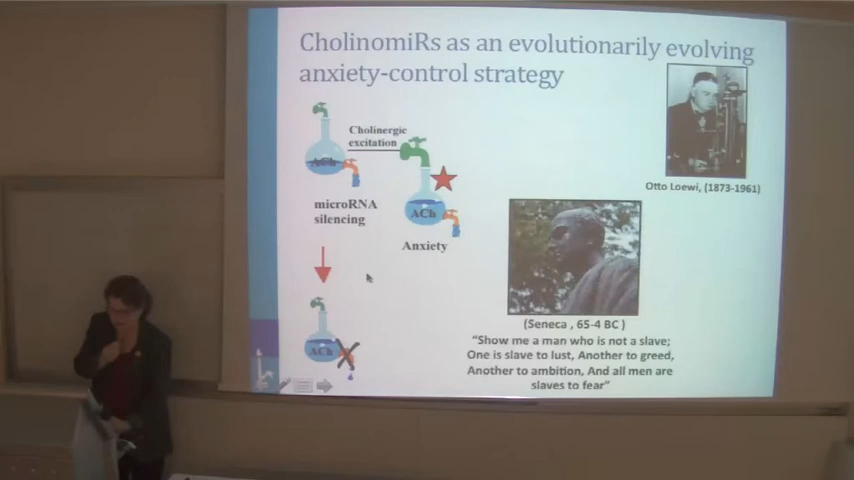 CholinomiRs as an evolutionarily evolving
anxiety-control strategy
Cholinergic
excitation
ACh
microRNA
silencing
ACh
Anxiety
ACh
Otto Loewi, (1873-1961)
(Seneca , 65-4 BC )
“Show me a man who is not a slave;
One is slave to lust, Another to greed,
Another to ambition, And all men are
slaves to fear”